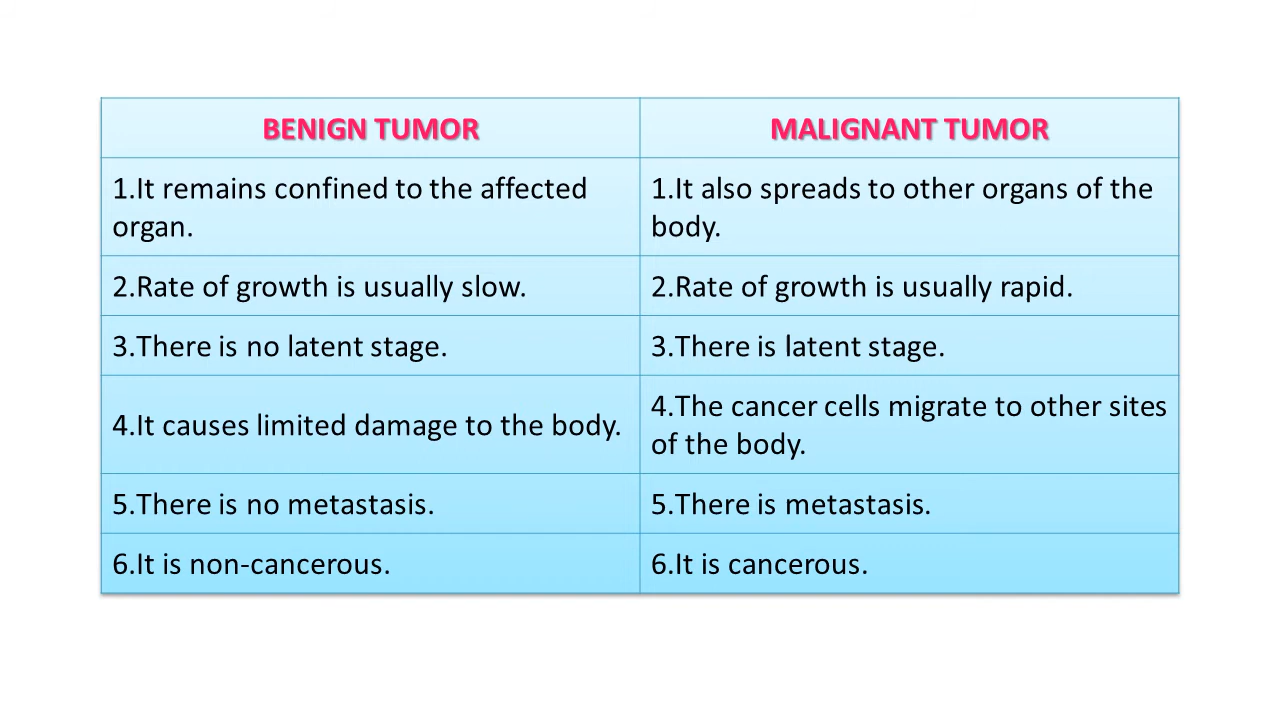 BENIGN TUMOR
MALIGNANT TUMOR
1.It remains confined to the affected
organ.
1.It also spreads to other organs of the
body.
2.Rate of growth is usually slow.
2.Rate of growth is usually rapid.
3.There is no latent stage.
3.There is latent stage.
4.It causes limited damage to the body.
4.The cancer cells migrate to other sites
of the body.
5.There is no metastasis.
5.There is metastasis.
6.It is non-cancerous.
6.It is cancerous.